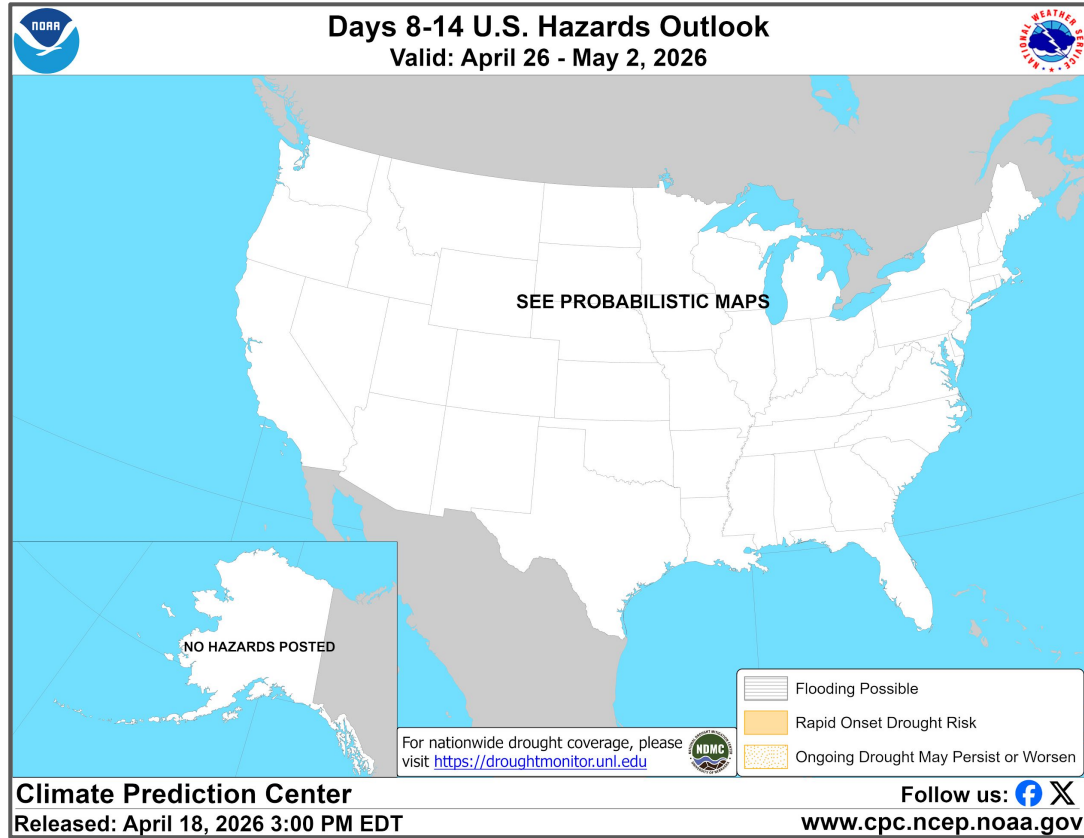 NOAA
Days 8-14 U.S. Hazards Outlook
Valid: April 26 - May 2, 2026
NATIONAL WEATHER SERVICE
SEE PROBABILISTIC MAPS
NO HAZARDS POSTED
Flooding Possible
Rapid Onset Drought Risk
Ongoing Drought May Persist or Worsen
For nationwide drought coverage, please
visit https://droughtmonitor.unl.edu
NDMC
Climate Prediction Center
Follow us:
Released: April 18, 2026 3:00 PM EDT
www.cpc.ncep.noaa.gov